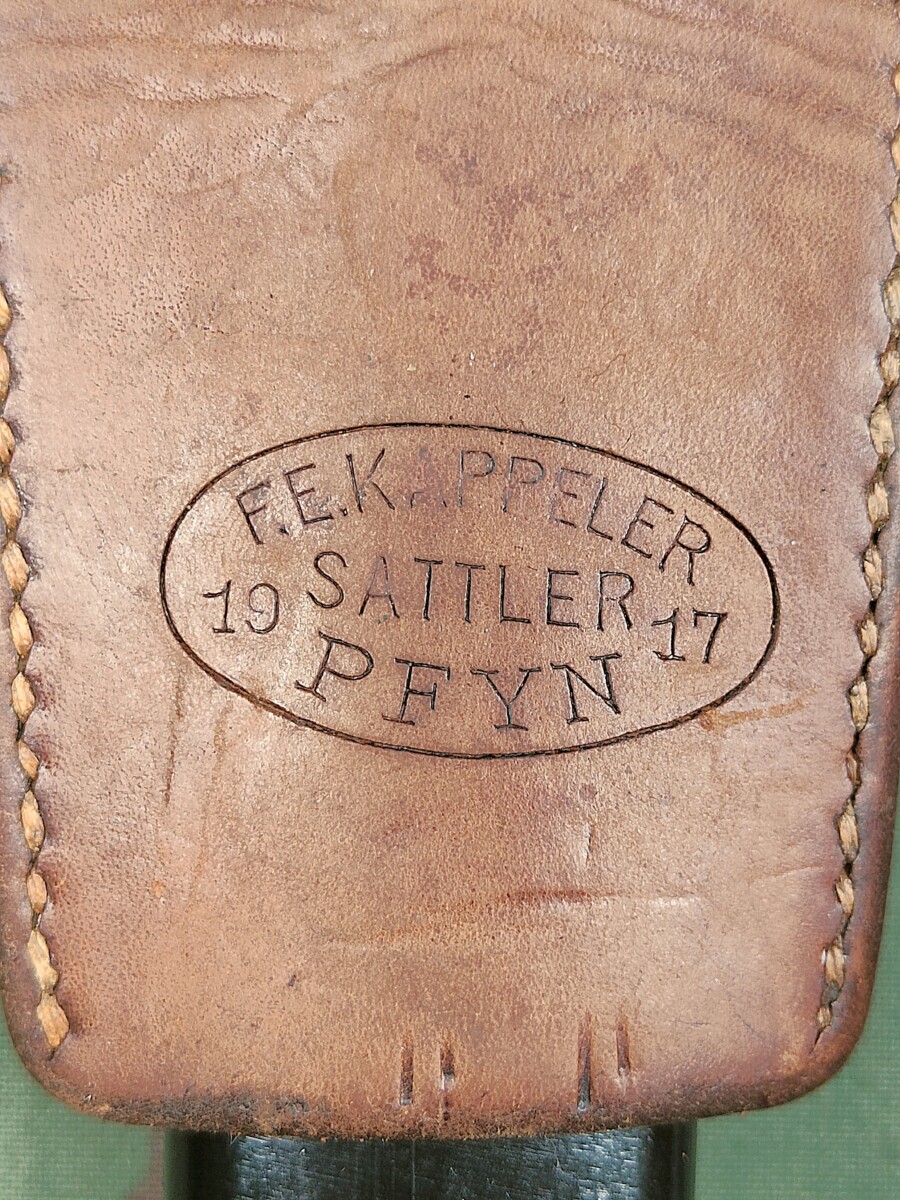 F.E.KAPPELER
SATTLER
19 17
PFYN